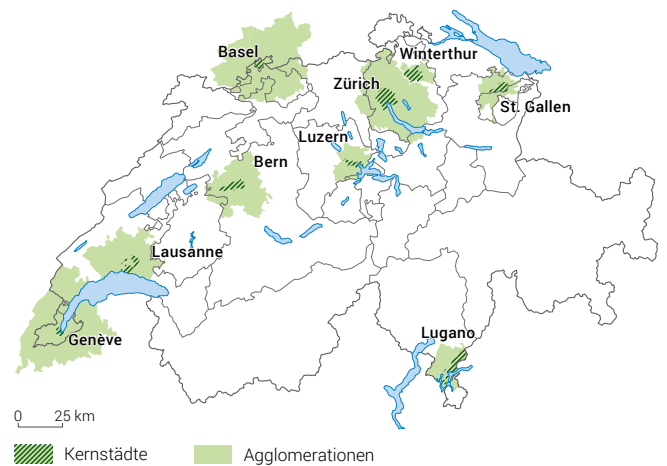 Basel
Winterthur
Zürich
St. Gallen
Luzern
Bern
Lausanne
Genève
Lugano
0 25 km
Kernstädte
Agglomerationen